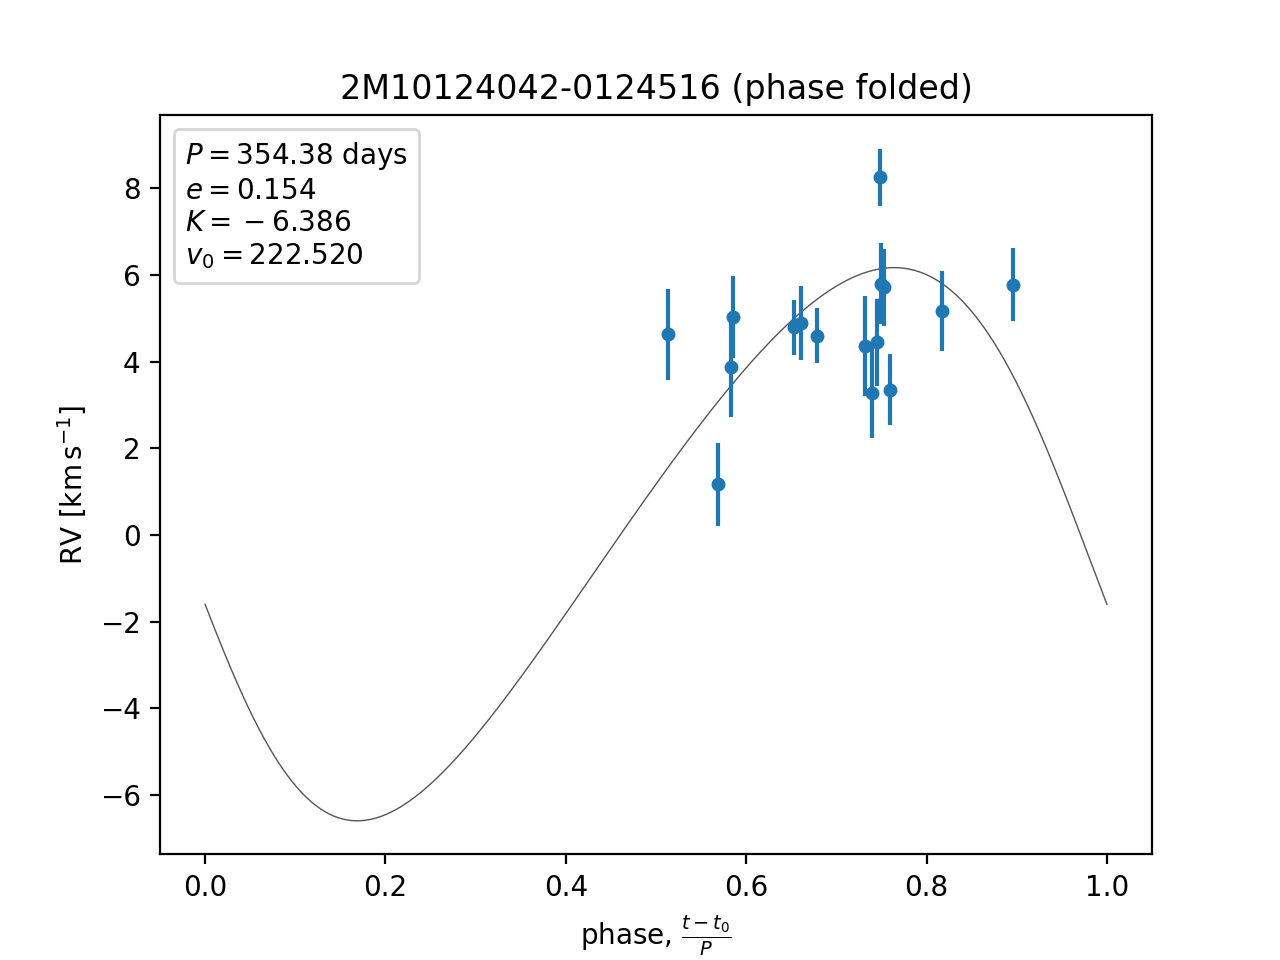 2M10124042-0124516 (phase folded)
P = 354.38 days
e = 0.154
K = −6.386
v₀ = 222.520
8
6
4
2
0
−2
−4
−6
RV [km s⁻¹]
0.0 0.2 0.4 0.6 0.8 1.0
phase, (t − t₀)/P